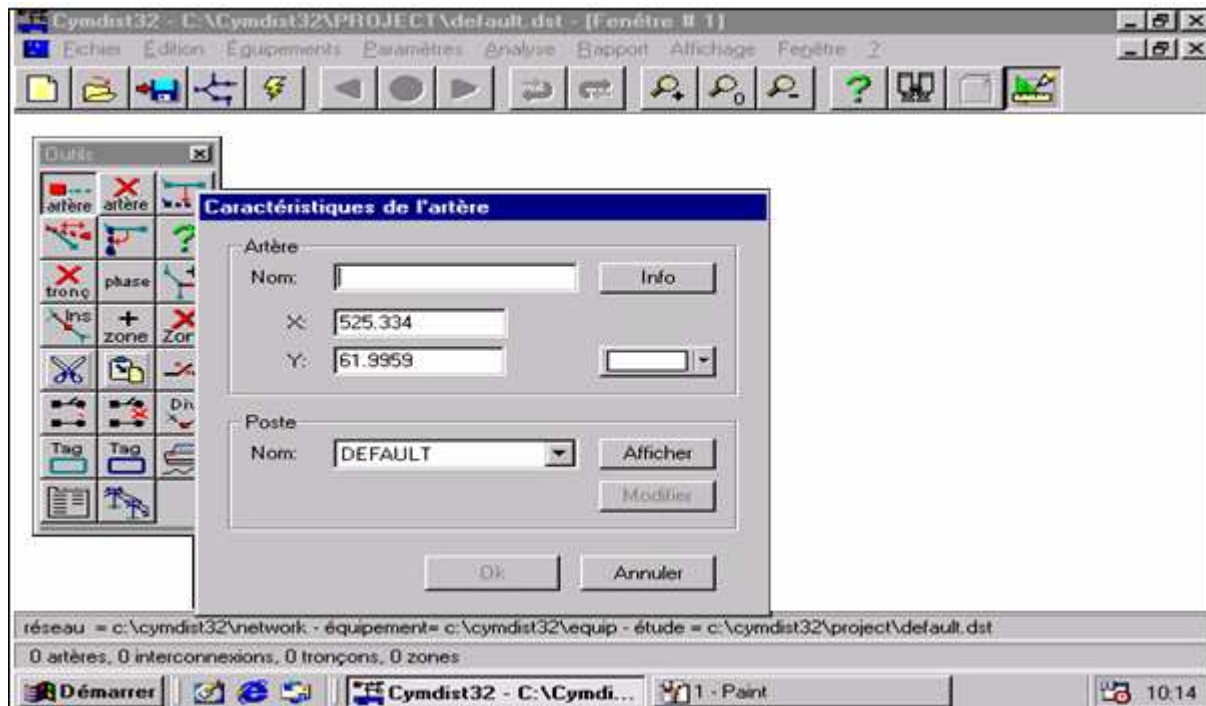 Cymdist32 - C:\Cymdist32\PROJECT\default.dst - [Fenêtre # 1]
Fichier Édition Équipements Paramètres Analyse Rapport Affichage Fenêtre ?
Outils
artère artère
Caractéristiques de l'artère
Artère
Nom: Info
X: 525.334
Y: 61.9959
tronç phase
Ins + zone Zon
Div
Poste
Nom: DEFAULT Afficher
Modifier
Tag Tag
Ok Annuler
réseau = c:\cymdist32\network - équipement= c:\cymdist32\equip - étude = c:\cymdist32\project\default.dst
0 artères, 0 interconnexions, 0 tronçons, 0 zones
Démarrer Cymdist32 - C:\Cymdi... 1 - Paint 10:14